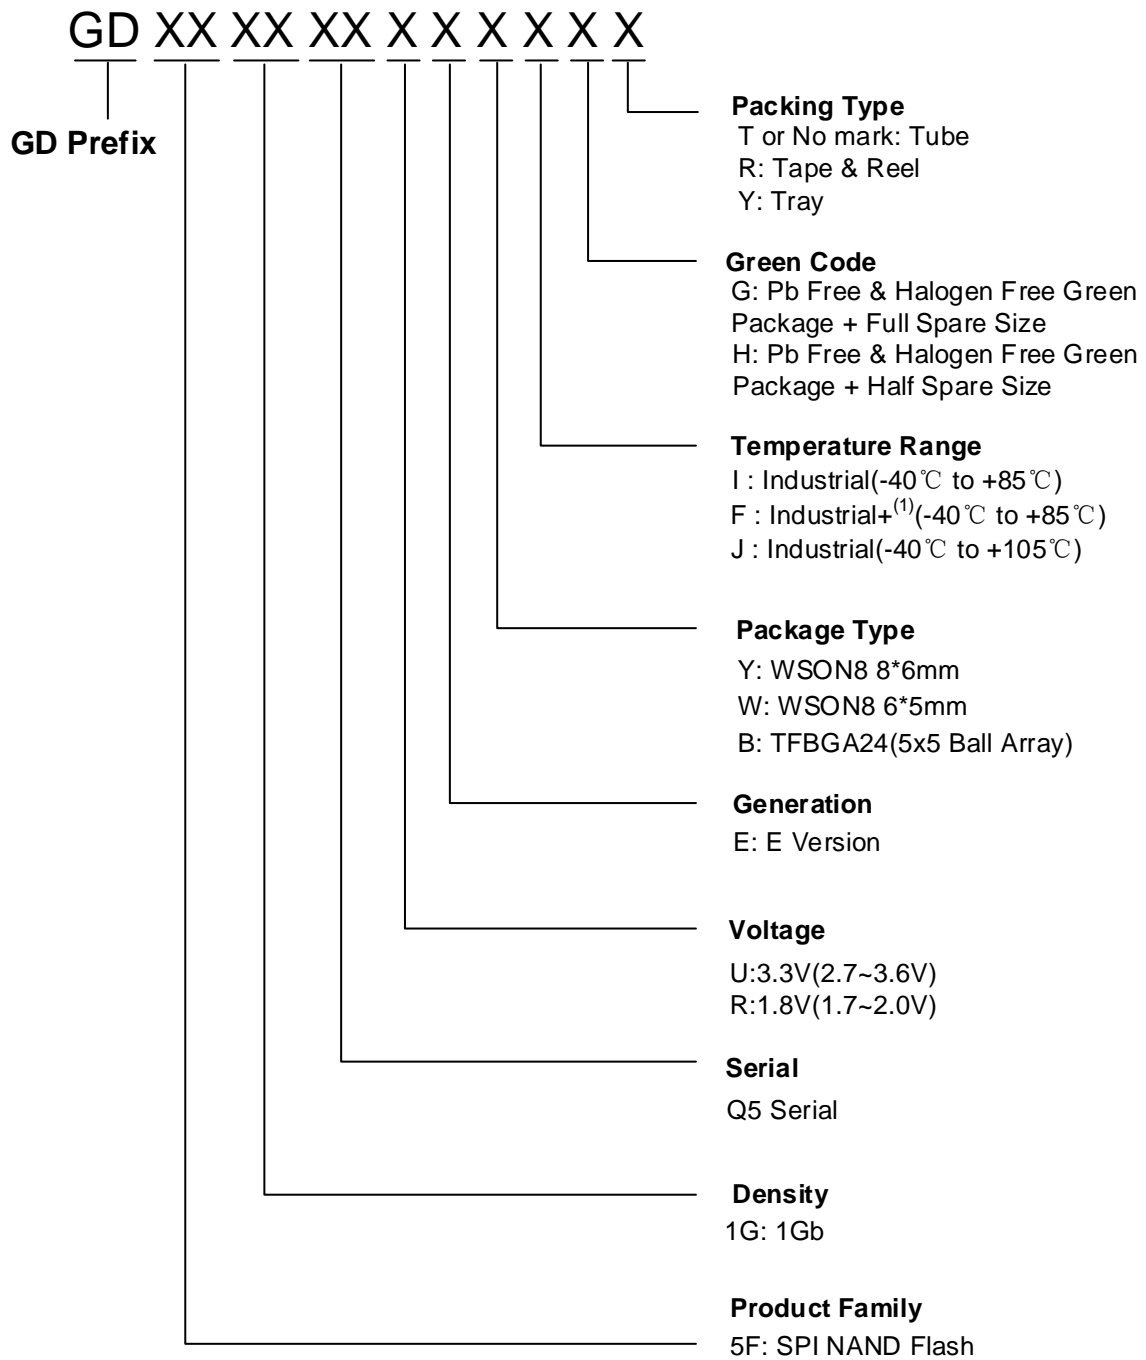 GD XX XX XX X X X X X X
GD Prefix
Packing Type
T or No mark: Tube
R: Tape & Reel
Y: Tray
Green Code
G: Pb Free & Halogen Free Green
Package + Full Spare Size
H: Pb Free & Halogen Free Green
Package + Half Spare Size
Temperature Range
I : Industrial(-40℃ to +85℃)
F : Industrial+(1)(-40℃ to +85℃)
J : Industrial(-40℃ to +105℃)
Package Type
Y: WSON8 8*6mm
W: WSON8 6*5mm
B: TFBGA24(5x5 Ball Array)
Generation
E: E Version
Voltage
U:3.3V(2.7~3.6V)
R:1.8V(1.7~2.0V)
Serial
Q5 Serial
Density
1G: 1Gb
Product Family
5F: SPI NAND Flash